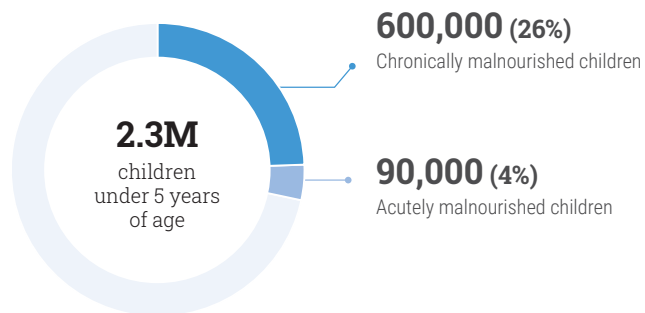 600,000 (26%)
Chronically malnourished children
2.3M
children
under 5 years
of age
90,000 (4%)
Acutely malnourished children